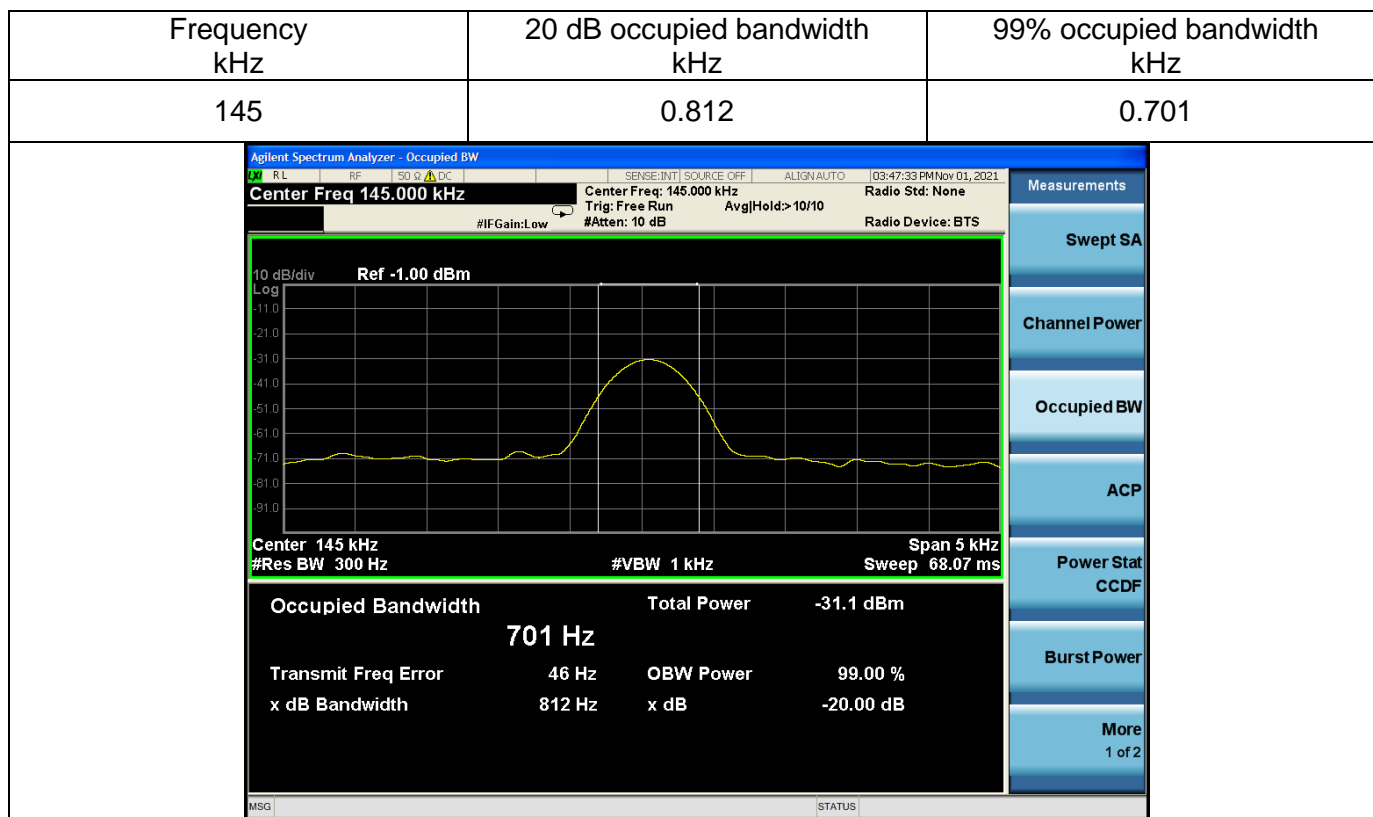 Frequency
kHz
20 dB occupied bandwidth
kHz
99% occupied bandwidth
kHz
145
0.812
0.701
Agilent Spectrum Analyzer - Occupied BW
LXI RL RF 50 Ω DC SENSE:INT SOURCE OFF ALIGN AUTO 03:47:33 PM Nov 01, 2021
Center Freq 145.000 kHz
Center Freq: 145.000 kHz
Radio Std: None
Trig: Free Run Avg|Hold:>10/10
#IFGain:Low
#Atten: 10 dB
Radio Device: BTS
10 dB/div Ref -1.00 dBm
Log
-11.0
-21.0
-31.0
-41.0
-51.0
-61.0
-71.0
-81.0
-91.0
Center 145 kHz
Span 5 kHz
#Res BW 300 Hz
#VBW 1 kHz
Sweep 68.07 ms
Occupied Bandwidth
Total Power -31.1 dBm
701 Hz
Transmit Freq Error 46 Hz
OBW Power 99.00 %
x dB Bandwidth 812 Hz
x dB -20.00 dB
Measurements
Swept SA
Channel Power
Occupied BW
ACP
Power Stat
CCDF
Burst Power
More
1 of 2
MSG
STATUS